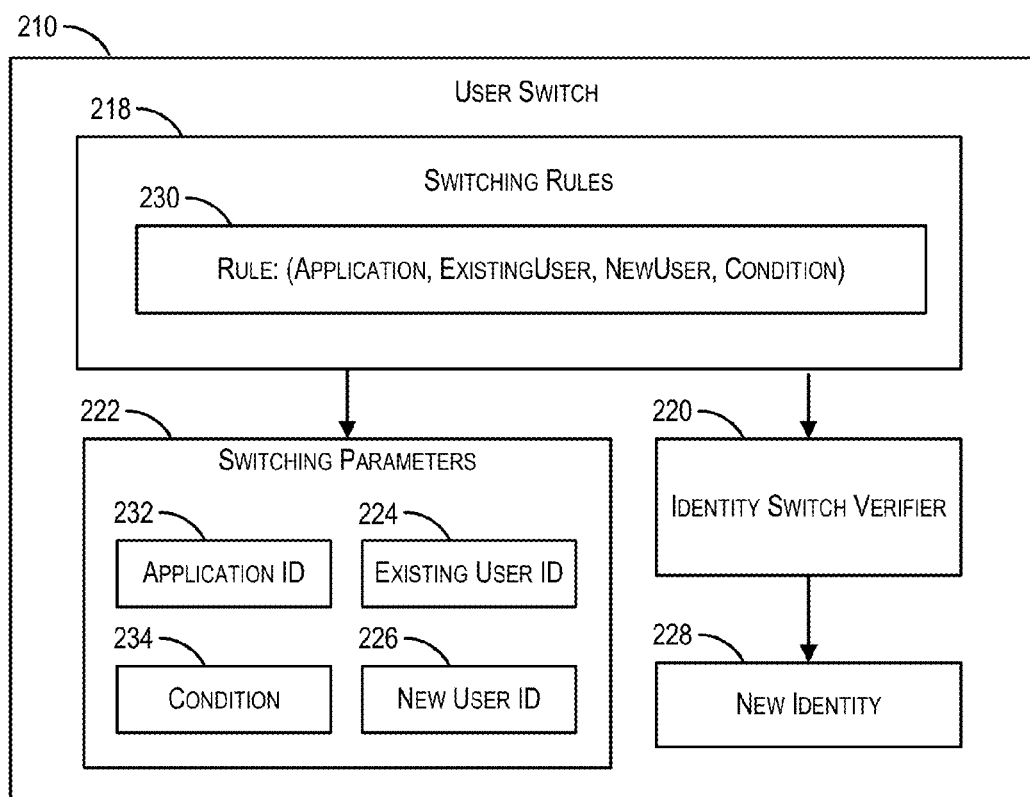 210
USER SWITCH
218
SWITCHING RULES
230
RULE: (APPLICATION, EXISTINGUSER, NEWUSER, CONDITION)
222
SWITCHING PARAMETERS
232
APPLICATION ID
224
EXISTING USER ID
234
CONDITION
226
NEW USER ID
220
IDENTITY SWITCH VERIFIER
228
NEW IDENTITY